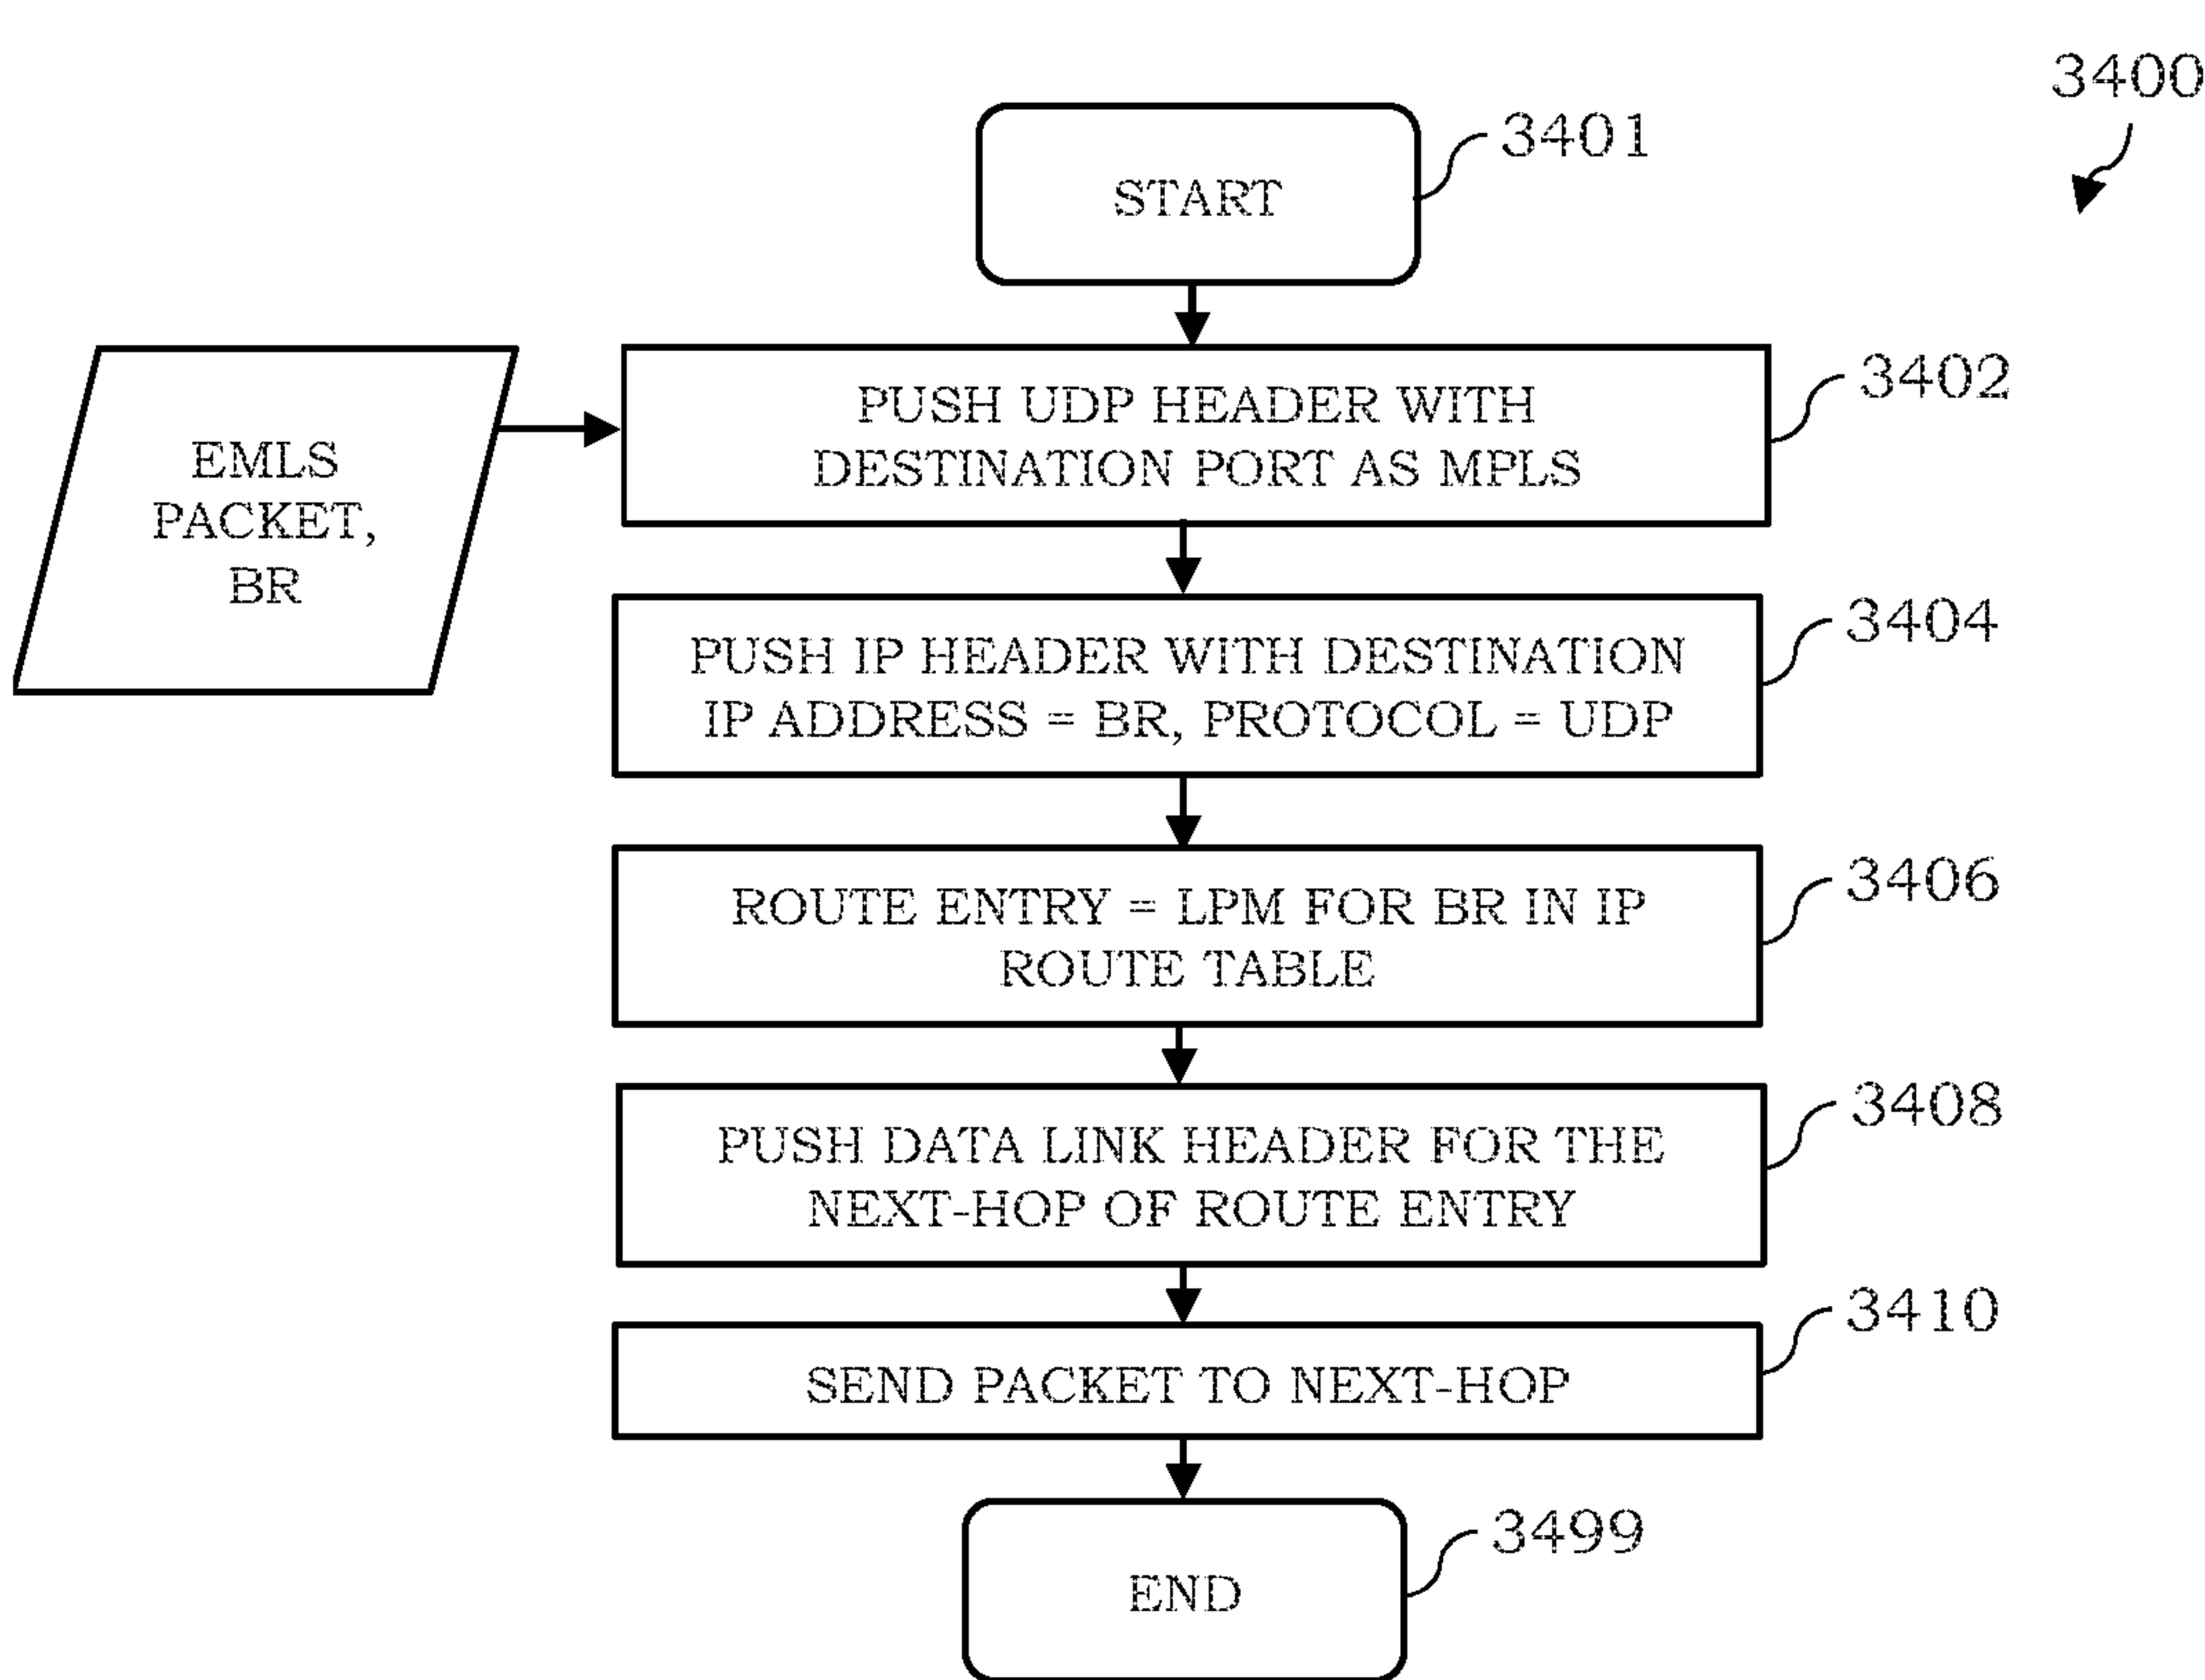 3400
START
3401
EMLS
PACKET,
BR
PUSH UDP HEADER WITH
DESTINATION PORT AS MPLS
3402
PUSH IP HEADER WITH DESTINATION
IP ADDRESS = BR, PROTOCOL = UDP
3404
ROUTE ENTRY = LPM FOR BR IN IP
ROUTE TABLE
3406
PUSH DATA LINK HEADER FOR THE
NEXT-HOP OF ROUTE ENTRY
3408
SEND PACKET TO NEXT-HOP
3410
END
3499